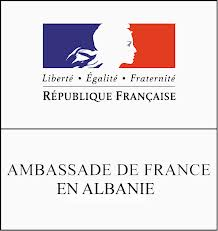 Liberté • Égalité • Fraternité
RÉPUBLIQUE FRANÇAISE
AMBASSADE DE FRANCE
EN ALBANIE